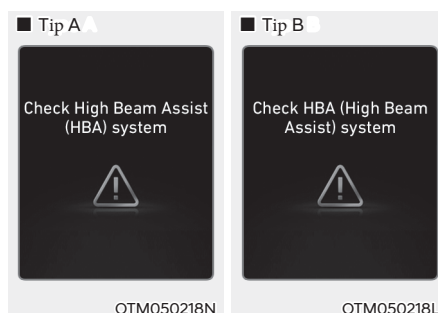 ■ Tip A
Check High Beam Assist
(HBA) system
OTM050218N
■ Tip B
Check HBA (High Beam
Assist) system
OTM050218L